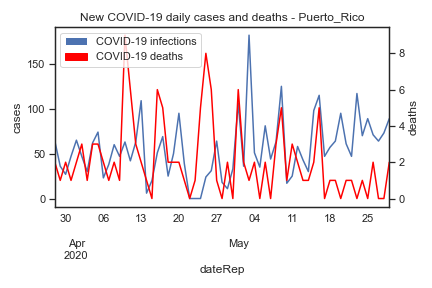 New COVID-19 daily cases and deaths - Puerto_Rico
COVID-19 infections
COVID-19 deaths
cases
150
100
50
0
deaths
8
6
4
2
0
30 06 13 20 27 04 11 18 25
Apr May
2020
dateRep